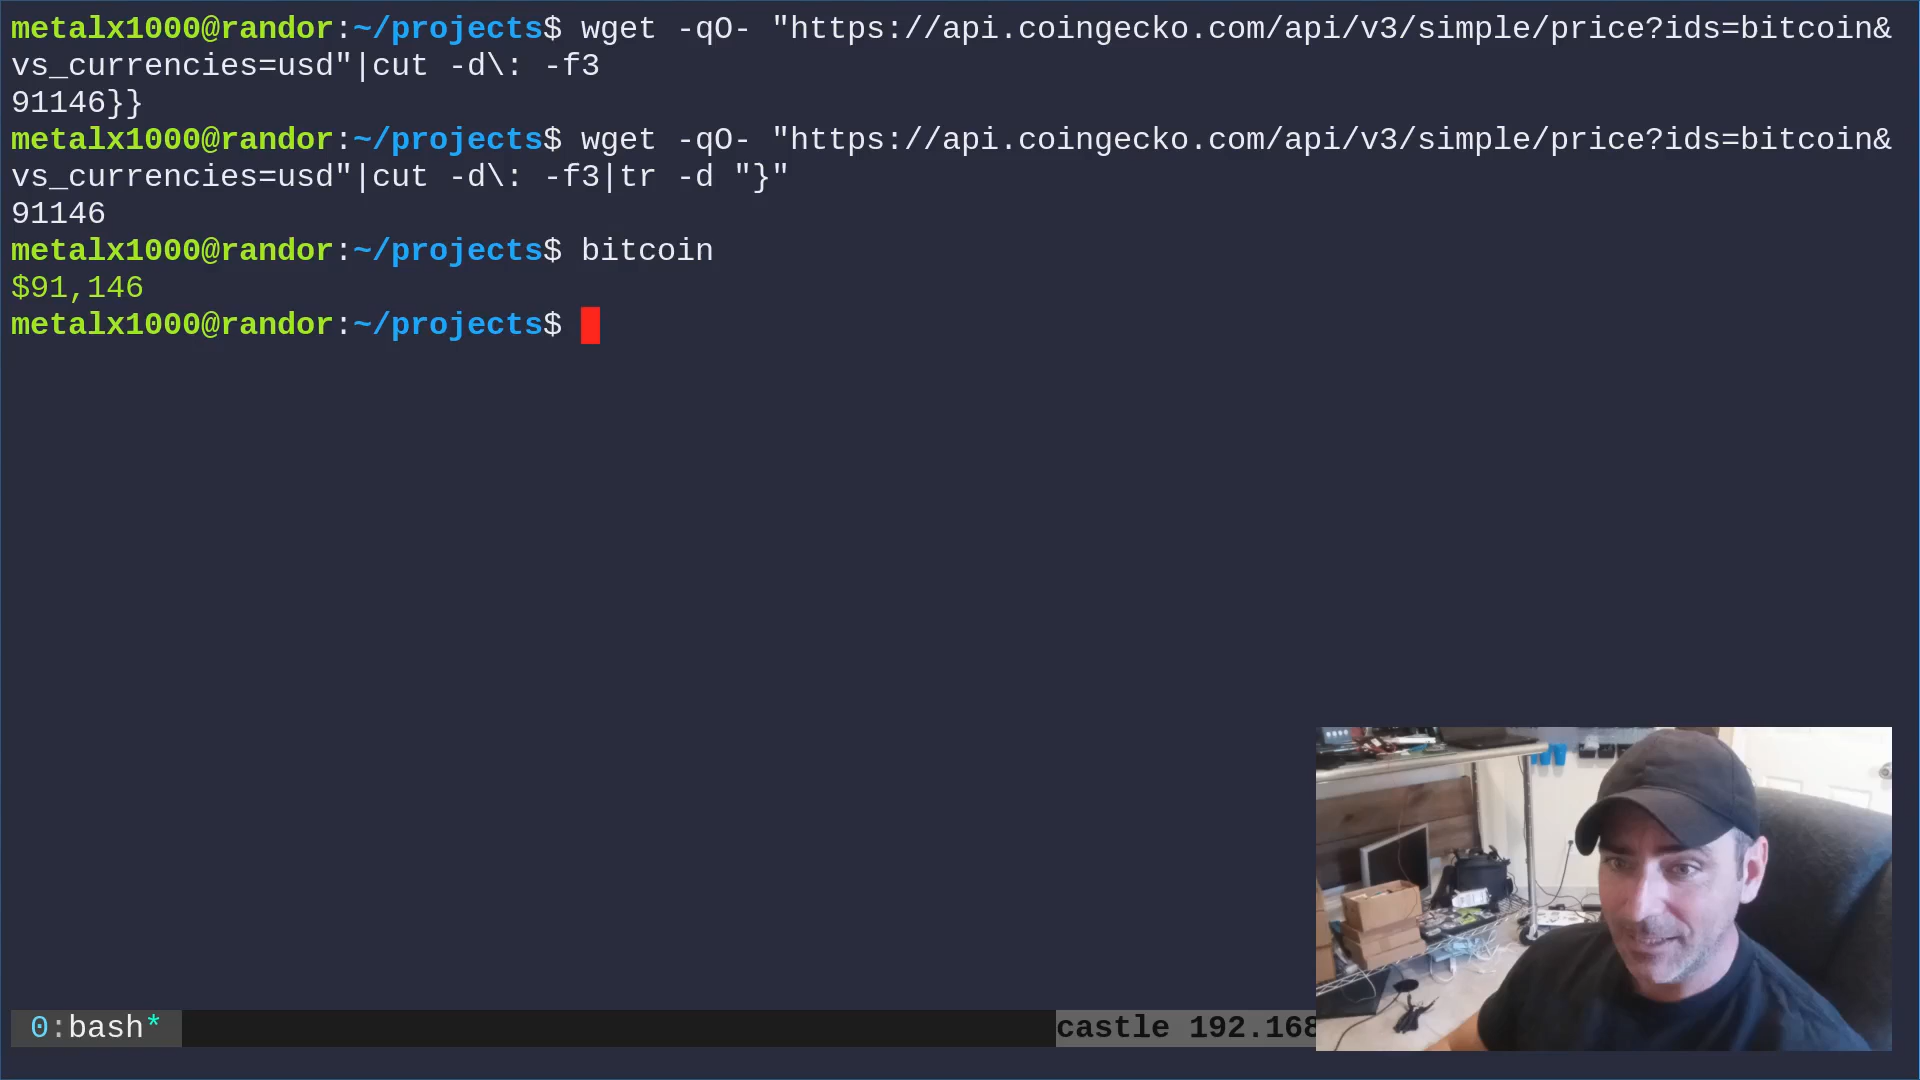 metalx1000@randor:~/projects$ wget -qO- "https://api.coingecko.com/api/v3/simple/price?ids=bitcoin&
vs_currencies=usd"|cut -d\: -f3
91146}}
metalx1000@randor:~/projects$ wget -qO- "https://api.coingecko.com/api/v3/simple/price?ids=bitcoin&
vs_currencies=usd"|cut -d\: -f3|tr -d "}"
91146
metalx1000@randor:~/projects$ bitcoin
$91,146
metalx1000@randor:~/projects$
0:bash* castle 192.168